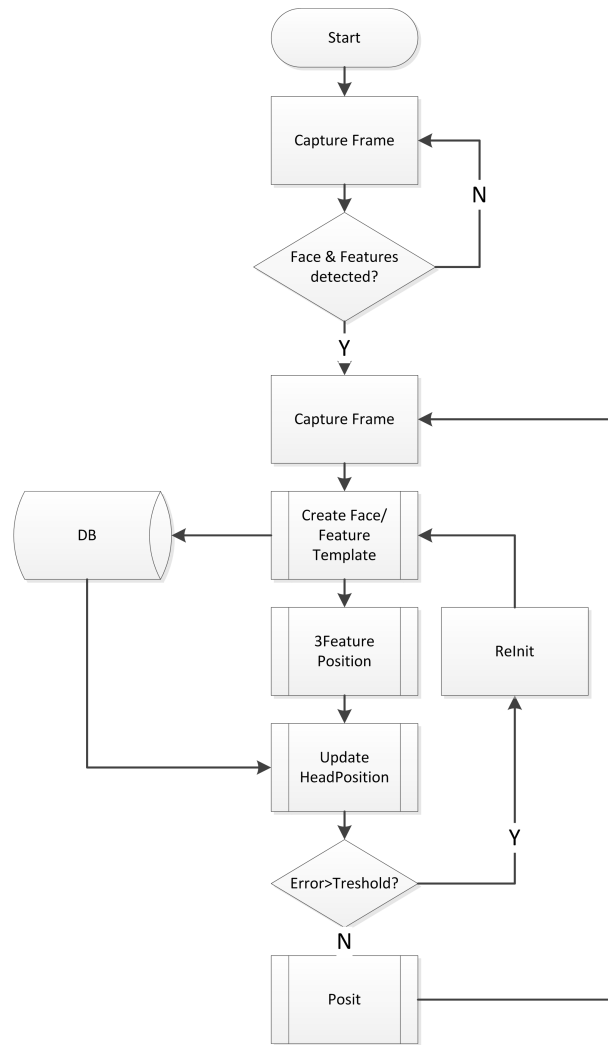 Start
Capture Frame
N
Face & Features
detected?
Y
Capture Frame
Create Face/
Feature
Template
DB
3Feature
Position
ReInit
Update
HeadPosition
Y
Error>Treshold?
N
Posit